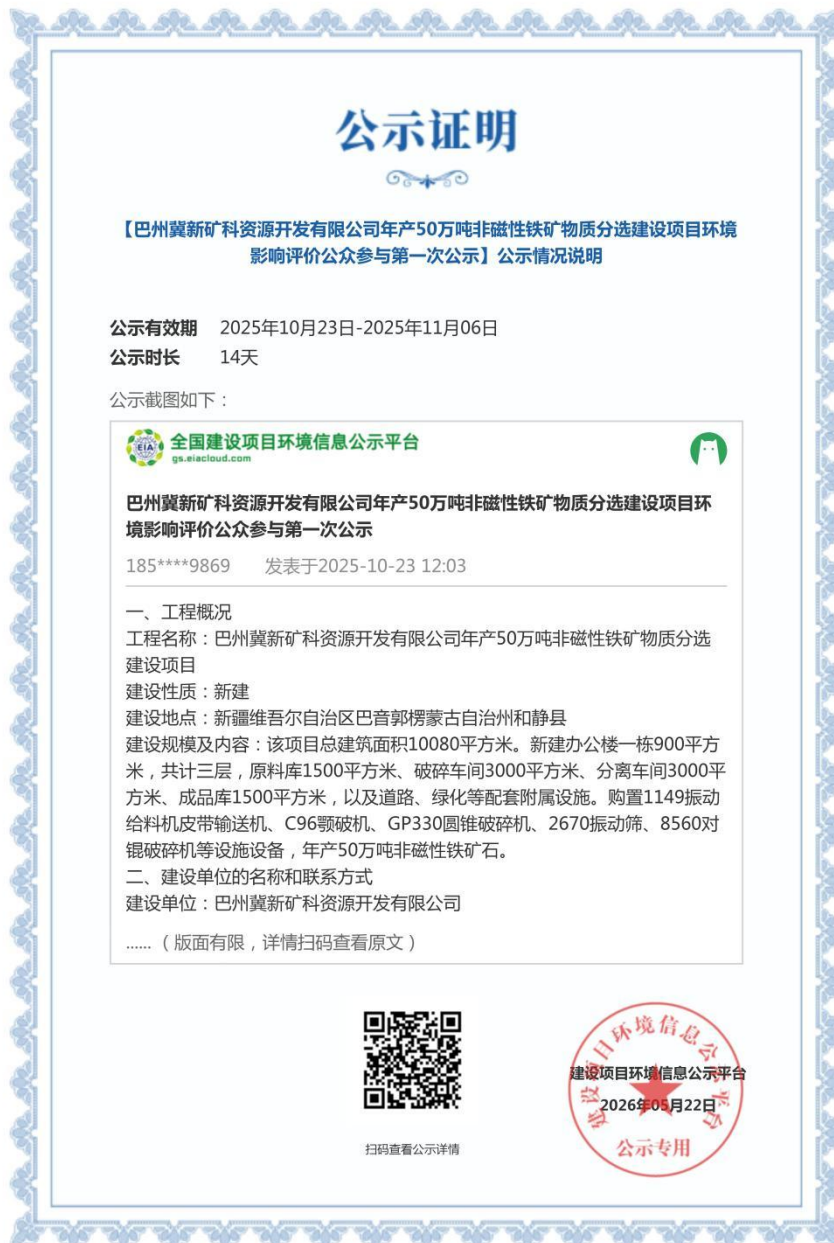 公示证明
【巴州冀新矿科资源开发有限公司年产50万吨非磁性铁矿物质分选建设项目环境
影响评价公众参与第一次公示】公示情况说明
公示有效期 2025年10月23日-2025年11月06日
公示时长 14天
公示截图如下：
EIA 全国建设项目环境信息公示平台
gs.eiacloud.com
巴州冀新矿科资源开发有限公司年产50万吨非磁性铁矿物质分选建设项目环
境影响评价公众参与第一次公示
185****9869 发表于2025-10-23 12:03
一、工程概况
工程名称：巴州冀新矿科资源开发有限公司年产50万吨非磁性铁矿物质分选
建设项目
建设性质：新建
建设地点：新疆维吾尔自治区巴音郭楞蒙古自治州和静县
建设规模及内容：该项目总建筑面积10080平方米。新建办公楼一栋900平方
米，共计三层，原料库1500平方米、破碎车间3000平方米、分离车间3000平
方米、成品库1500平方米，以及道路、绿化等配套附属设施。购置1149振动
给料机皮带输送机、C96颚破机、GP330圆锥破碎机、2670振动筛、8560对
辊破碎机等设施设备，年产50万吨非磁性铁矿石。
二、建设单位的名称和联系方式
建设单位：巴州冀新矿科资源开发有限公司
......（版面有限，详情扫码查看原文）
建设项目环境信息公示平台
建设项目环境信息公示平台
2026年05月22日
公示专用
扫码查看公示详情